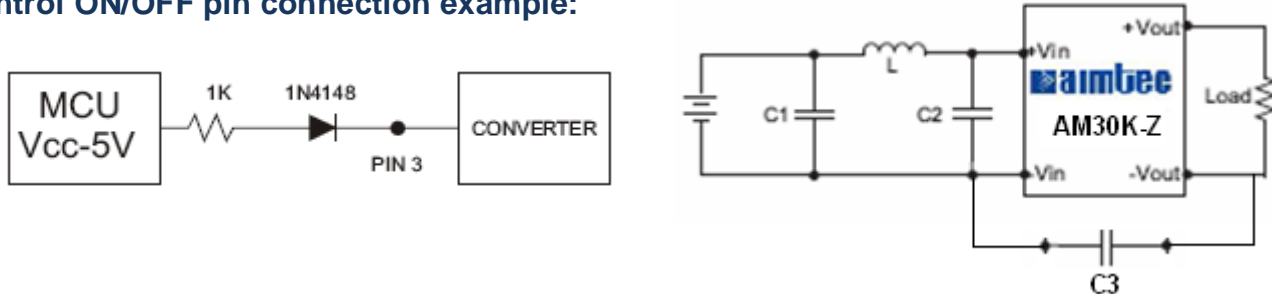 ntrol ON/OFF pin connection example:
MCU
Vcc-5V
1K
1N4148
PIN 3
CONVERTER
L
C1
C2
+Vin
+Vout
aimtec
AM30K-Z
Load
-Vin
-Vout
C3